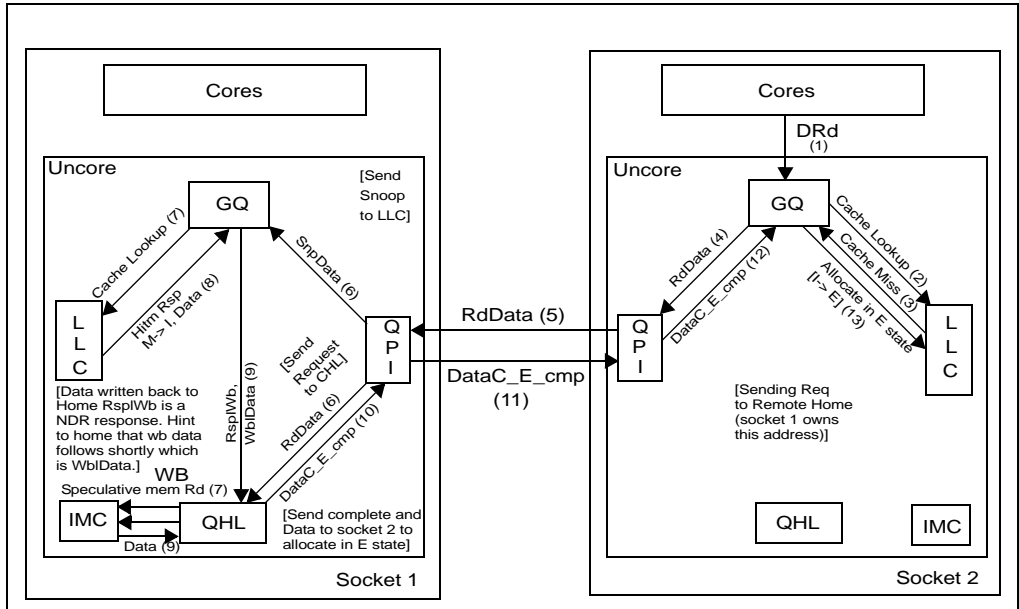 Cores
Uncore
GQ
[Send
Snoop
to LLC]
Cache Lookup (7)
Hitm Rsp
M-> I, Data (8)
SnpData (6)
L
L
C
Q
P
I
[Send
Request
to CHL]
RspIWb,
WbIData (9)
RdData (6)
DataC_E_cmp (10)
[Data written back to
Home RspIWb is a
NDR response. Hint
to home that wb data
follows shortly which
is WbIData.]
WB
Speculative mem Rd (7)
IMC
QHL
Data (9)
[Send complete and
Data to socket 2 to
allocate in E state]
Socket 1
RdData (5)
DataC_E_cmp
(11)
Cores
DRd
(1)
Uncore
GQ
RdData (4)
DataC_E_cmp (12)
Cache Lookup (2)
Cache Miss (3)
Allocate in E state
[I-> E] (13)
Q
P
I
L
L
C
[Sending Req
to Remote Home
(socket 1 owns
this address)]
QHL
IMC
Socket 2